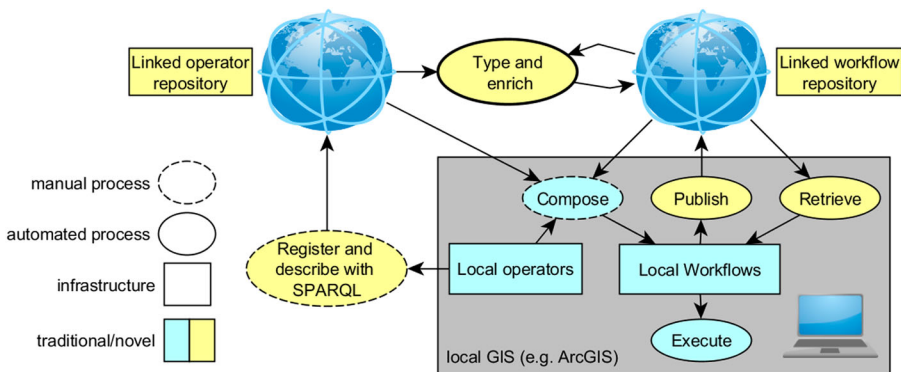 Linked operator
repository
Type and
enrich
Linked workflow
repository
manual process
automated process
infrastructure
traditional/novel
Register and
describe with
SPARQL
Compose
Publish
Retrieve
Local operators
Local Workflows
Execute
local GIS (e.g. ArcGIS)